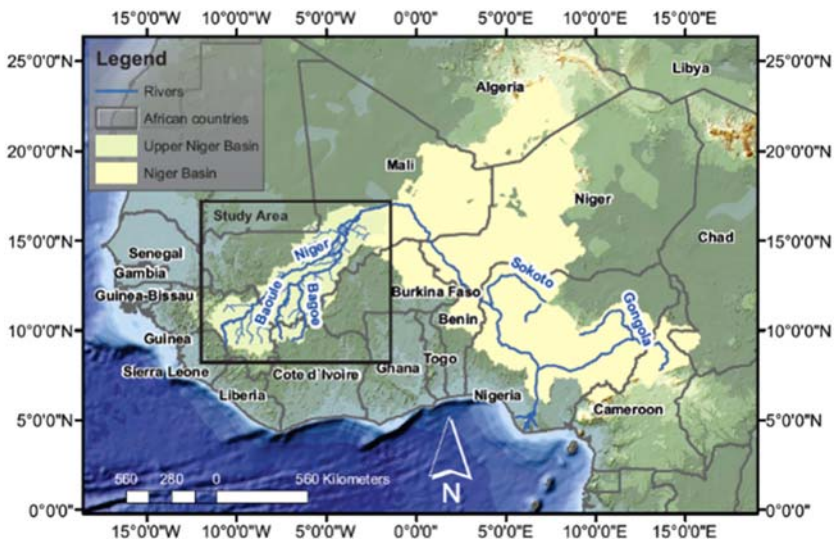 15°0'0"W 10°0'0"W 5°0'0"W 0°0'0" 5°0'0"E 10°0'0"E 15°0'0"E
25°0'0"N
20°0'0"N
15°0'0"N
10°0'0"N
5°0'0"N
0°0'0"N
Legend
Rivers
African countries
Upper Niger Basin
Niger Basin
Algeria
Libya
Mali
Niger
Chad
Study Area
Senegal
Gambia
Guinea-Bissau
Guinea
Sierra Leone
Liberia
Cote d`Ivoire
Ghana
Togo
Benin
Burkina Faso
Nigeria
Cameroon
Niger
Baoule
Bagoe
Sokoto
Gongola
560 280 0 560 Kilometers
N
25°0'0"N
20°0'0"N
15°0'0"N
10°0'0"N
5°0'0"N
0°0'0"
15°0'0"W 10°0'0"W 5°0'0"W 0°0'0" 5°0'0"E 10°0'0"E 15°0'0"E